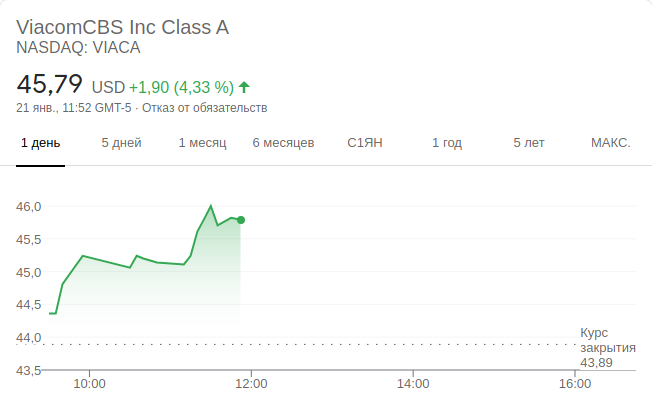 ViacomCBS Inc Class A
NASDAQ: VIACA
45,79 USD +1,90 (4,33 %)
21 янв., 11:52 GMT-5 · Отказ от обязательств
1 день 5 дней 1 месяц 6 месяцев С1ЯН 1 год 5 лет МАКС.
46,0
45,5
45,0
44,5
44,0
43,5
Курс
закрытия
43,89
10:00 12:00 14:00 16:00